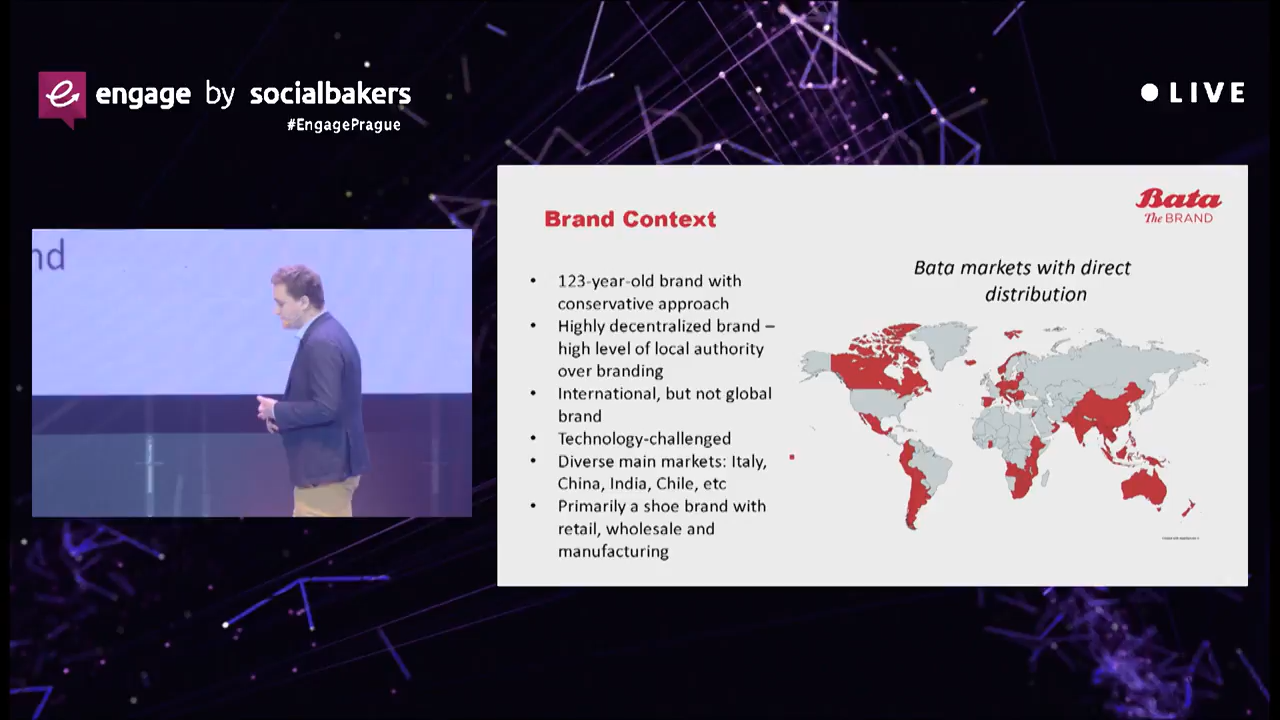 engage by socialbakers
#EngagePrague
LIVE
nd
Bata
The BRAND
Brand Context
Bata markets with direct
distribution
• 123-year-old brand with
conservative approach
• Highly decentralized brand –
high level of local authority
over branding
• International, but not global
brand
• Technology-challenged
• Diverse main markets: Italy,
China, India, Chile, etc
• Primarily a shoe brand with
retail, wholesale and
manufacturing